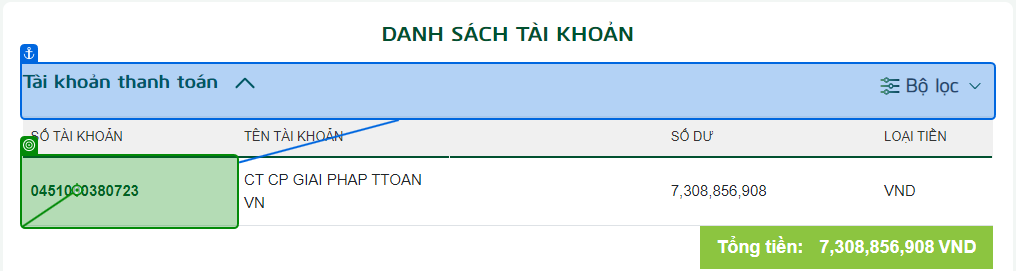 DANH SÁCH TÀI KHOẢN
Tài khoản thanh toán
Bộ lọc
SỐ TÀI KHOẢN TÊN TÀI KHOẢN SỐ DƯ LOẠI TIỀN
CT CP GIAI PHAP TTOAN
7,308,856,908 VND
VN
Tổng tiền: 7,308,856,908 VND